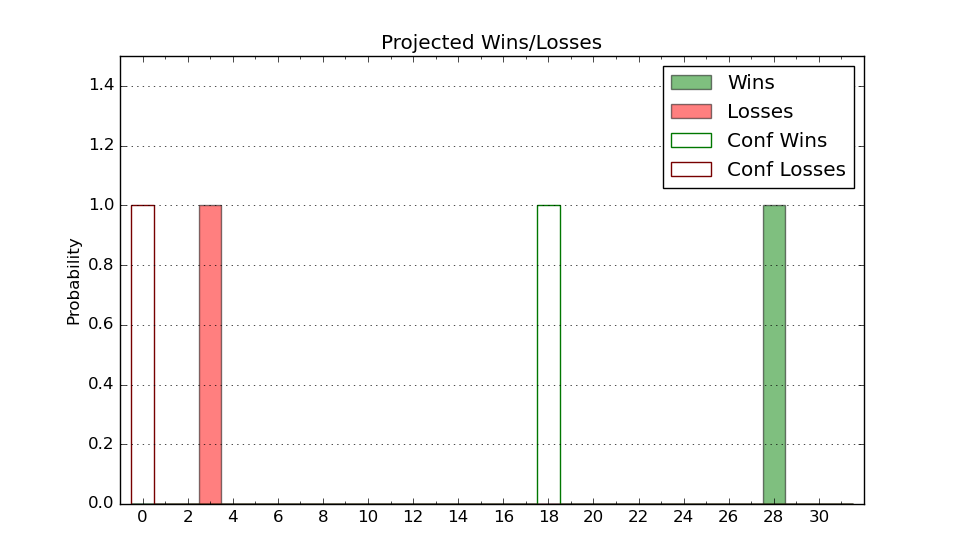 Projected Wins/Losses
Wins
Losses
Conf Wins
Conf Losses
Probability
1.4
1.2
1.0
0.8
0.6
0.4
0.2
0.0
0 2 4 6 8 10 12 14 16 18 20 22 24 26 28 30